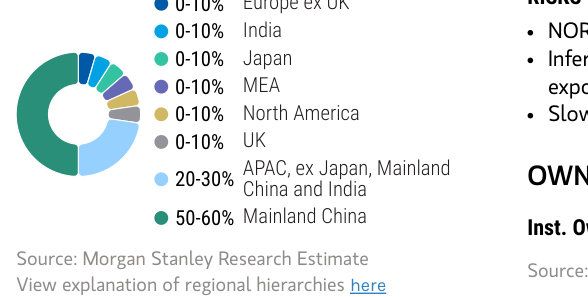 0-10% Europe ex UK
0-10% India
0-10% Japan
0-10% MEA
0-10% North America
0-10% UK
20-30% APAC, ex Japan, Mainland
China and India
50-60% Mainland China
Source: Morgan Stanley Research Estimate
View explanation of regional hierarchies here
NOR
Infer
expo
Slow
OWN
Inst. O
Source: